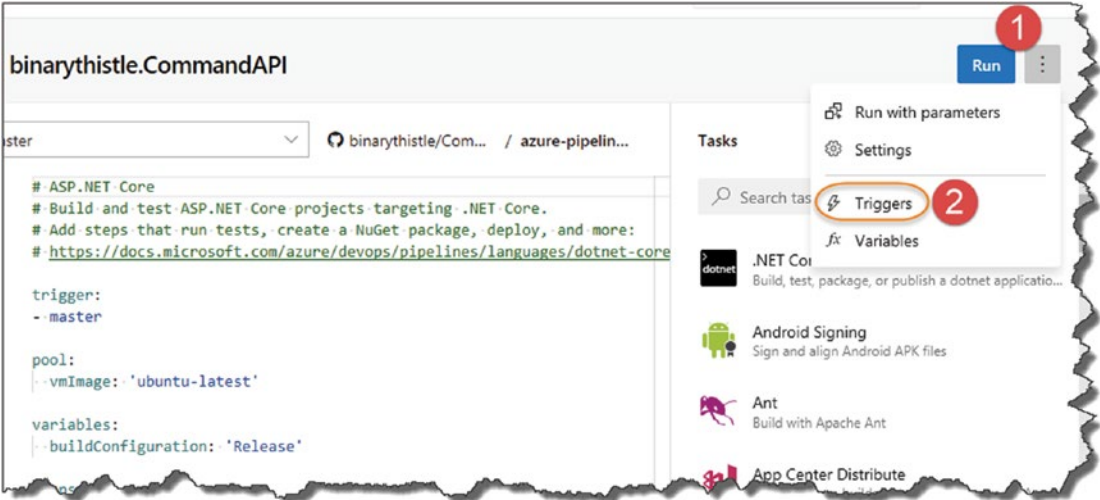 1
binarythistle.CommandAPI
Run
Run with parameters
Settings
Triggers
2
Variables
binarythistle/Com... / azure-pipelin...
# ASP.NET Core
# Build and test ASP.NET Core projects targeting .NET Core.
# Add steps that run tests, create a NuGet package, deploy, and more:
# https://docs.microsoft.com/azure/devops/pipelines/languages/dotnet-core
trigger:
- master
pool:
vmImage: 'ubuntu-latest'
variables:
buildConfiguration: 'Release'
Tasks
Search tas
dotnet
.NET Cor
Build, test, package, or publish a dotnet applicatio...
Android Signing
Sign and align Android APK files
Ant
Build with Apache Ant
App Center Distribute